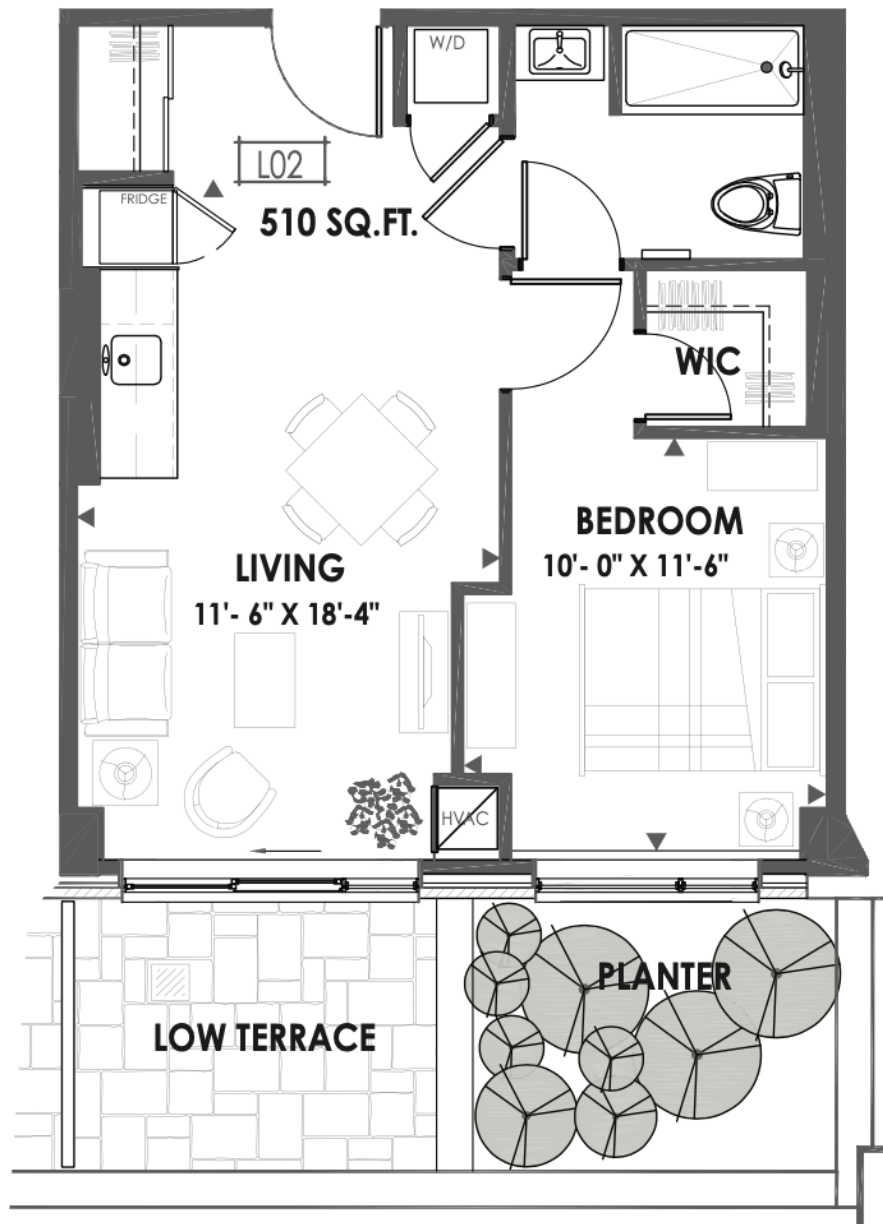 W/D
L02
FRIDGE
510 SQ.FT.
WIC
BEDROOM
10'- 0" X 11'-6"
LIVING
11'- 6" X 18'-4"
HVAC
PLANTER
LOW TERRACE